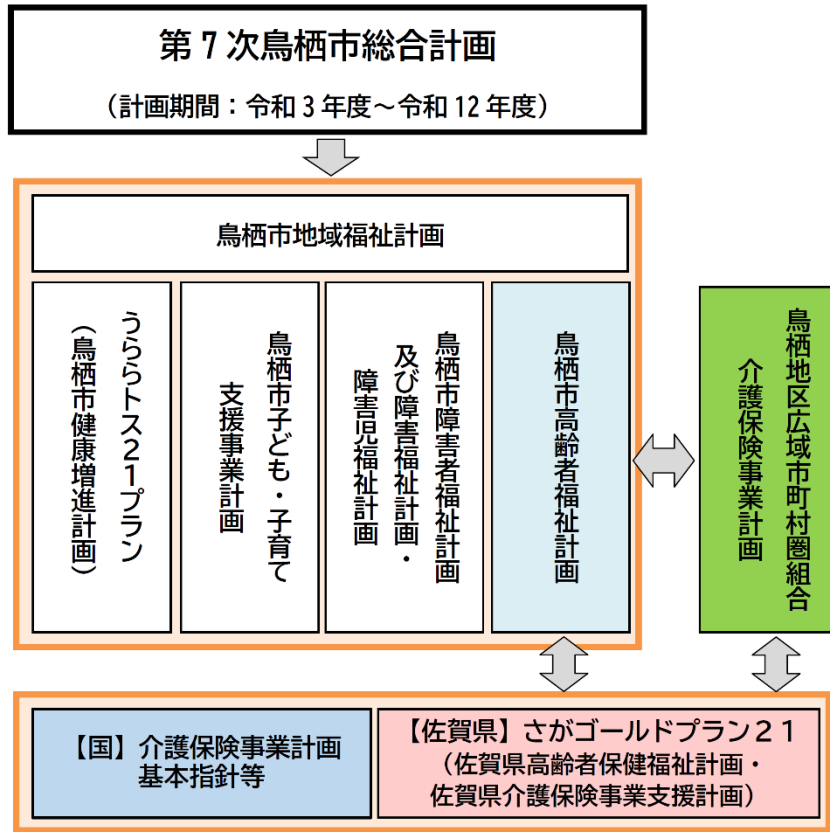 第7次鳥栖市総合計画
（計画期間：令和3年度～令和12年度）
鳥栖市地域福祉計画
うららトス２１プラン
（鳥栖市健康増進計画）
鳥栖市子ども・子育て
支援事業計画
鳥栖市障害者福祉計画
及び障害福祉計画・
障害児福祉計画
鳥栖市高齢者福祉計画
鳥栖地区広域市町村圏組合
介護保険事業計画
【国】介護保険事業計画
基本指針等
【佐賀県】さがゴールドプラン２１
（佐賀県高齢者保健福祉計画・
佐賀県介護保険事業支援計画）